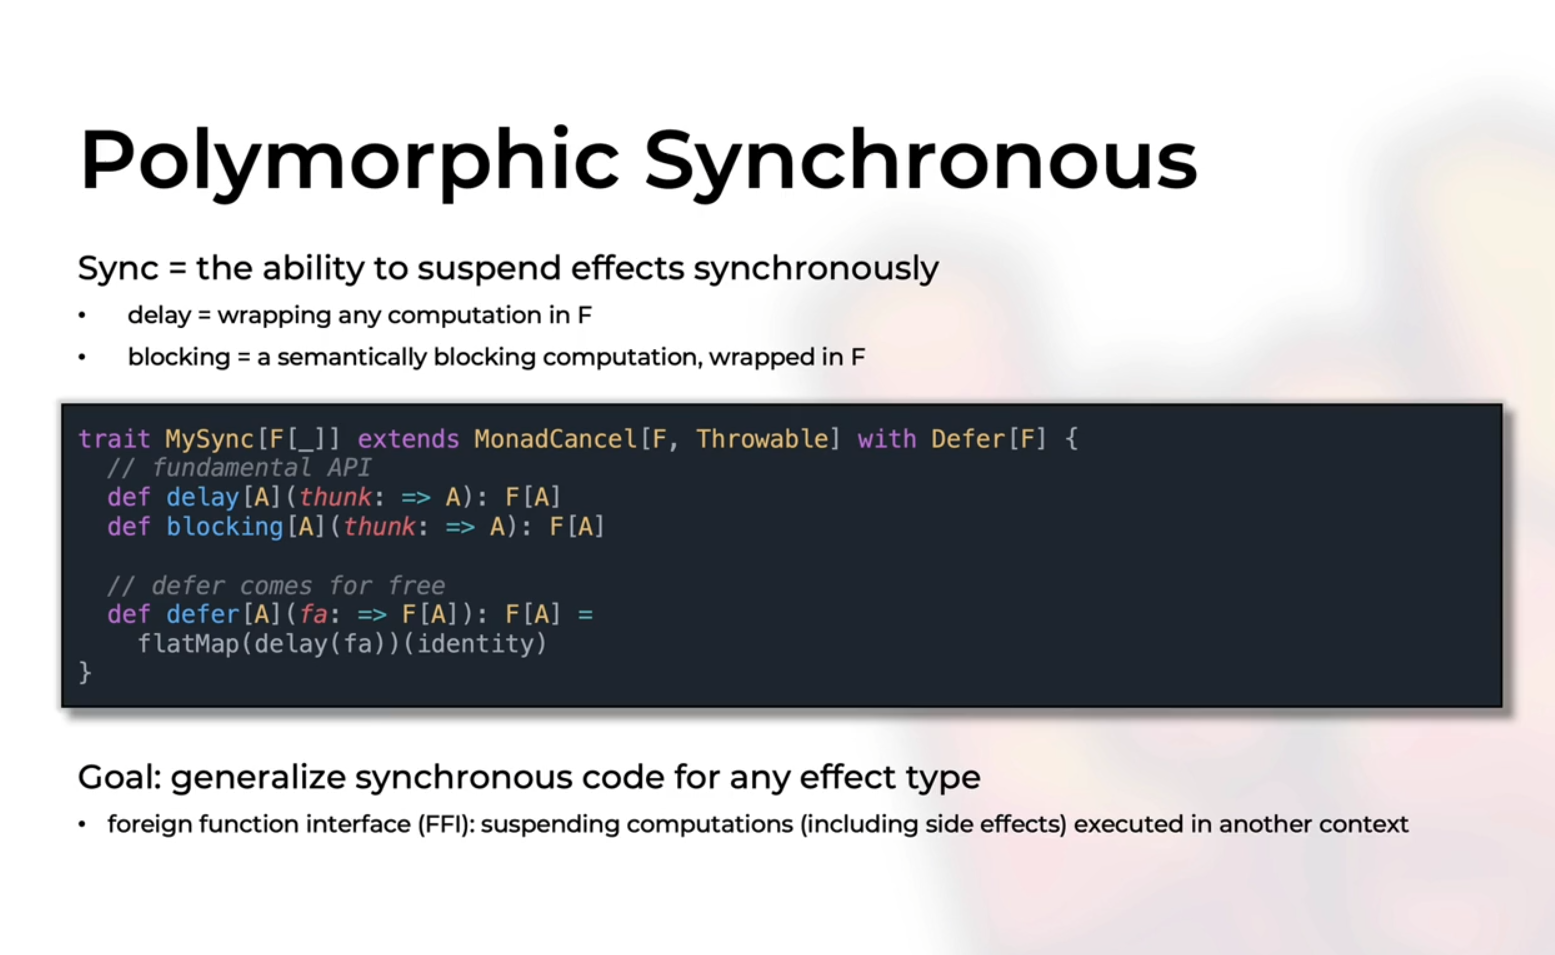 Polymorphic Synchronous
Sync = the ability to suspend effects synchronously
• delay = wrapping any computation in F
• blocking = a semantically blocking computation, wrapped in F
trait MySync[F[_]] extends MonadCancel[F, Throwable] with Defer[F] {
  // fundamental API
  def delay[A](thunk: => A): F[A]
  def blocking[A](thunk: => A): F[A]
  // defer comes for free
  def defer[A](fa: => F[A]): F[A] =
    flatMap(delay(fa))(identity)
}
Goal: generalize synchronous code for any effect type
• foreign function interface (FFI): suspending computations (including side effects) executed in another context